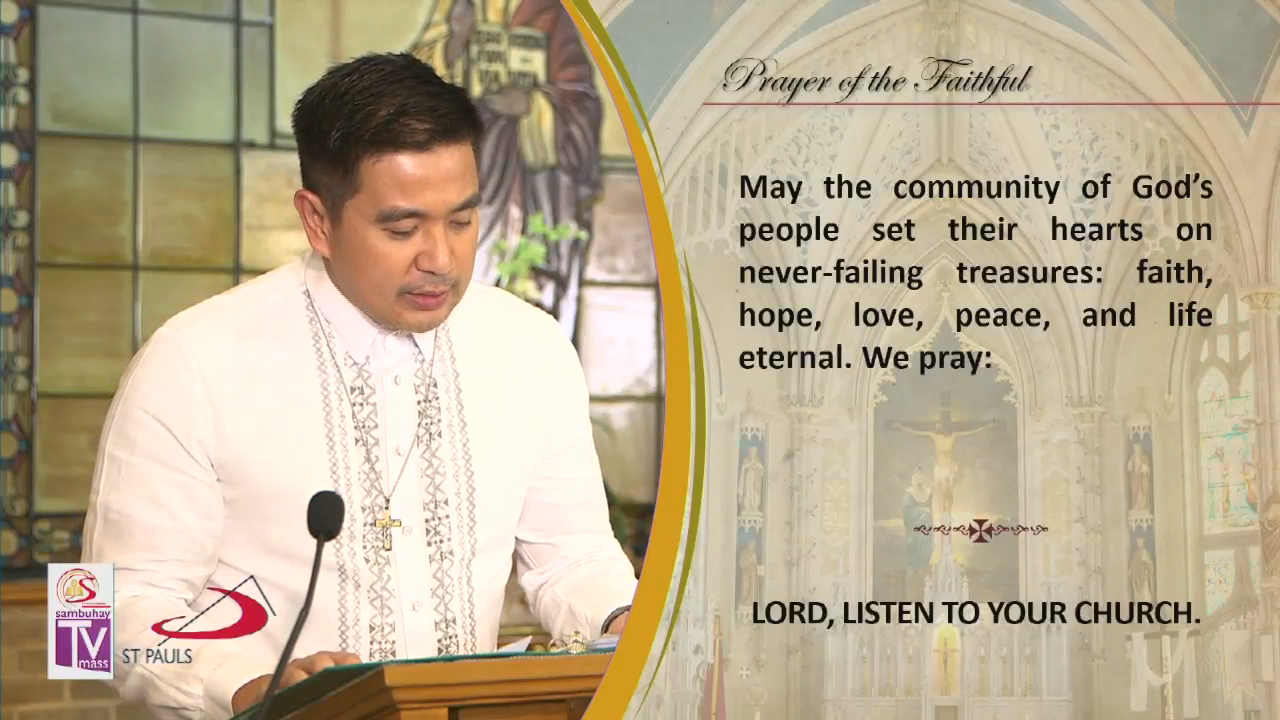 Prayer of the Faithful
May the community of God's
people set their hearts on
never-failing treasures: faith,
hope, love, peace, and life
eternal. We pray:
LORD, LISTEN TO YOUR CHURCH.
sambuhay
TV
mass
ST PAULS